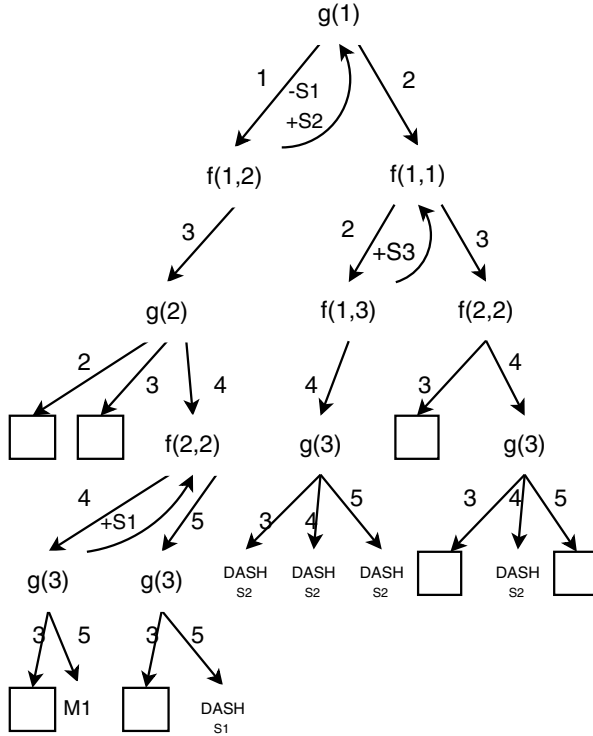 g(1)
1
2
-S1
+S2
f(1,2)
f(1,1)
3
2
3
+S3
g(2)
f(1,3)
f(2,2)
2
3
4
4
3
4
f(2,2)
g(3)
g(3)
4
+S1
5
3
4
5
3
4
5
g(3)
g(3)
DASH
S2
DASH
S2
DASH
S2
DASH
S2
3
5
3
5
M1
DASH
S1